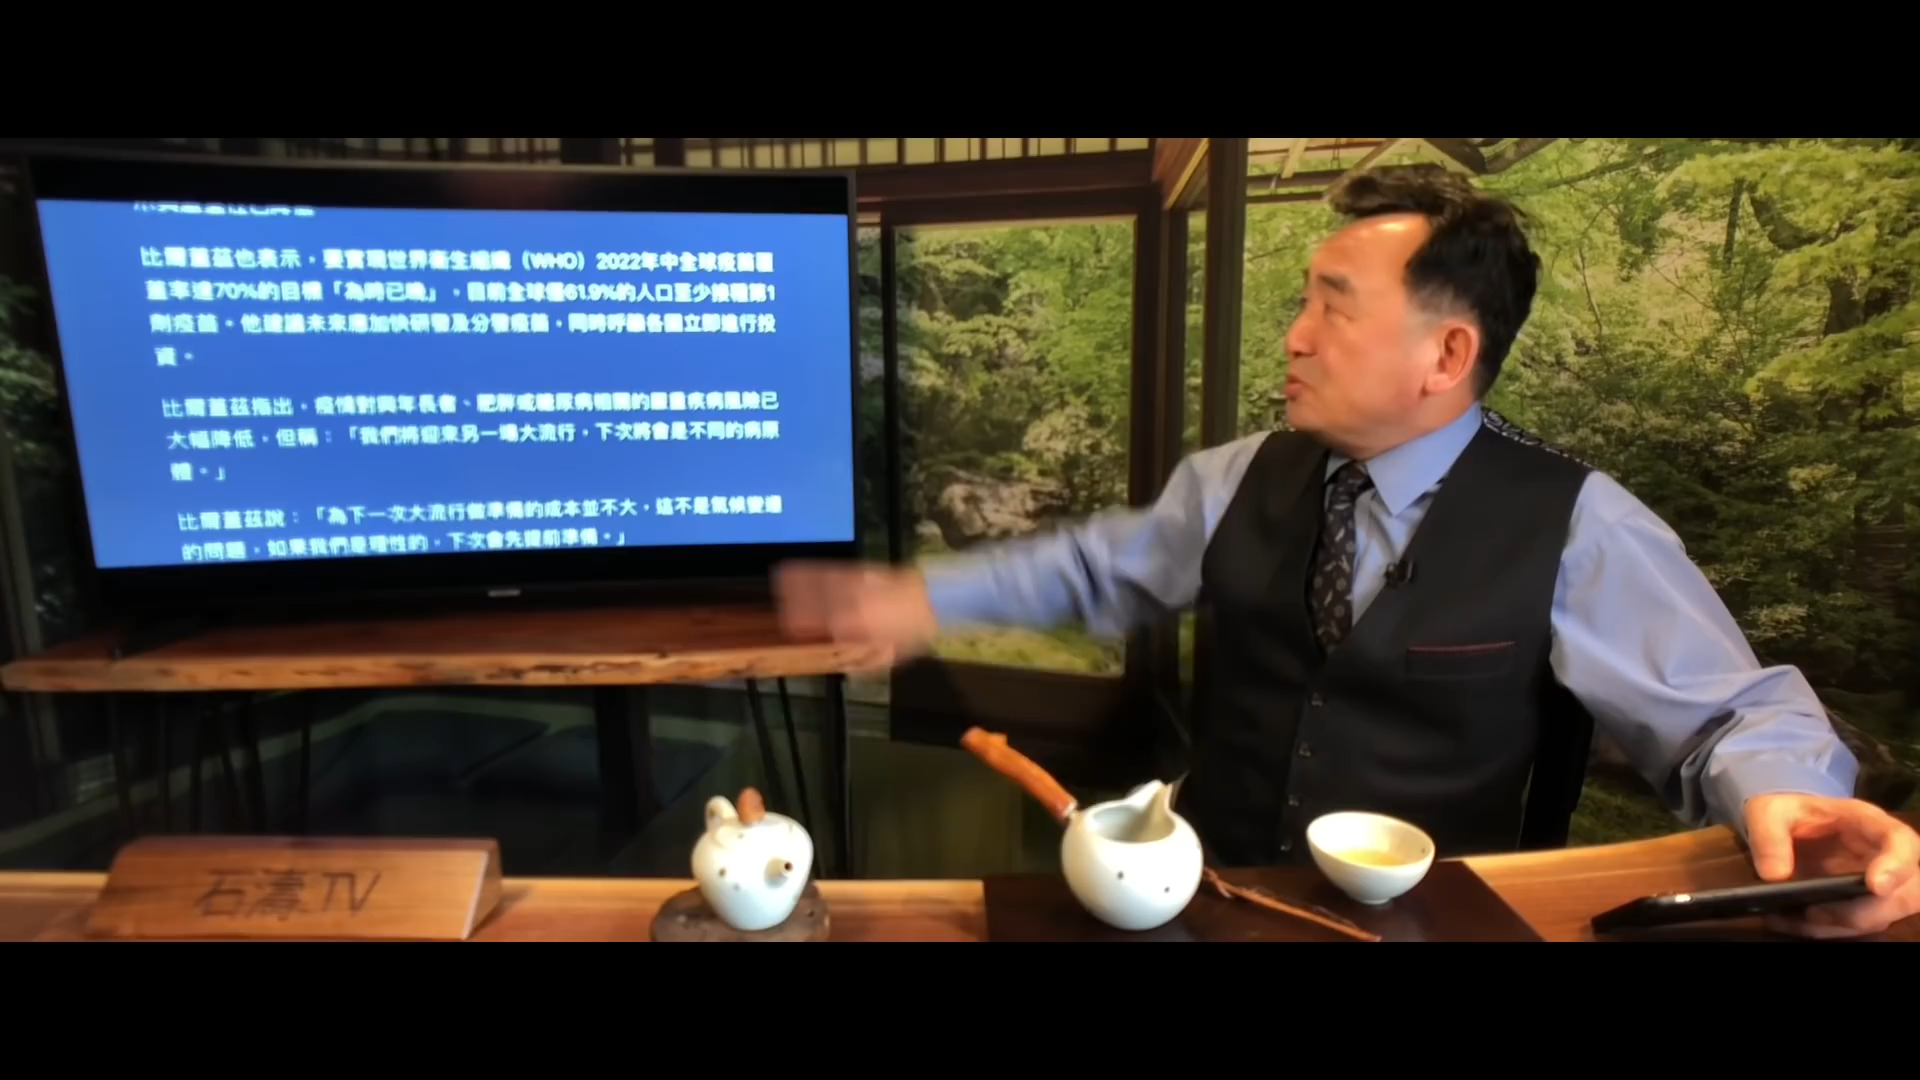 比爾蓋茲也表示，要實現世界衛生組織（WHO）2022年中全球疫苗覆
蓋率達70%的目標「為時已晚」，目前全球僅61.9%的人口至少接種第1
劑疫苗。他建議未來應加快研發及分發疫苗，同時呼籲各國立即進行投
資。
比爾蓋茲指出，疫情對與年長者、肥胖或糖尿病相關的嚴重疾病風險已
大幅降低，但稱：「我們將迎來另一場大流行，下次將會是不同的病原
體。」
比爾蓋茲說：「為下一次大流行做準備的成本並不大，這不是氣候變遷
的問題，如果我們是理性的，下次會先提前準備。」
石濤TV